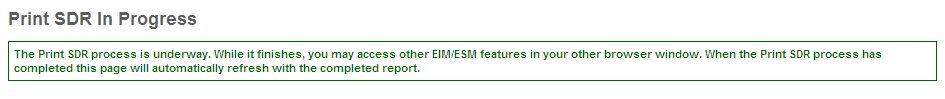 Print SDR In Progress
The Print SDR process is underway. While it finishes, you may access other EIM/ESM features in your other browser window. When the Print SDR process has
completed this page will automatically refresh with the completed report.